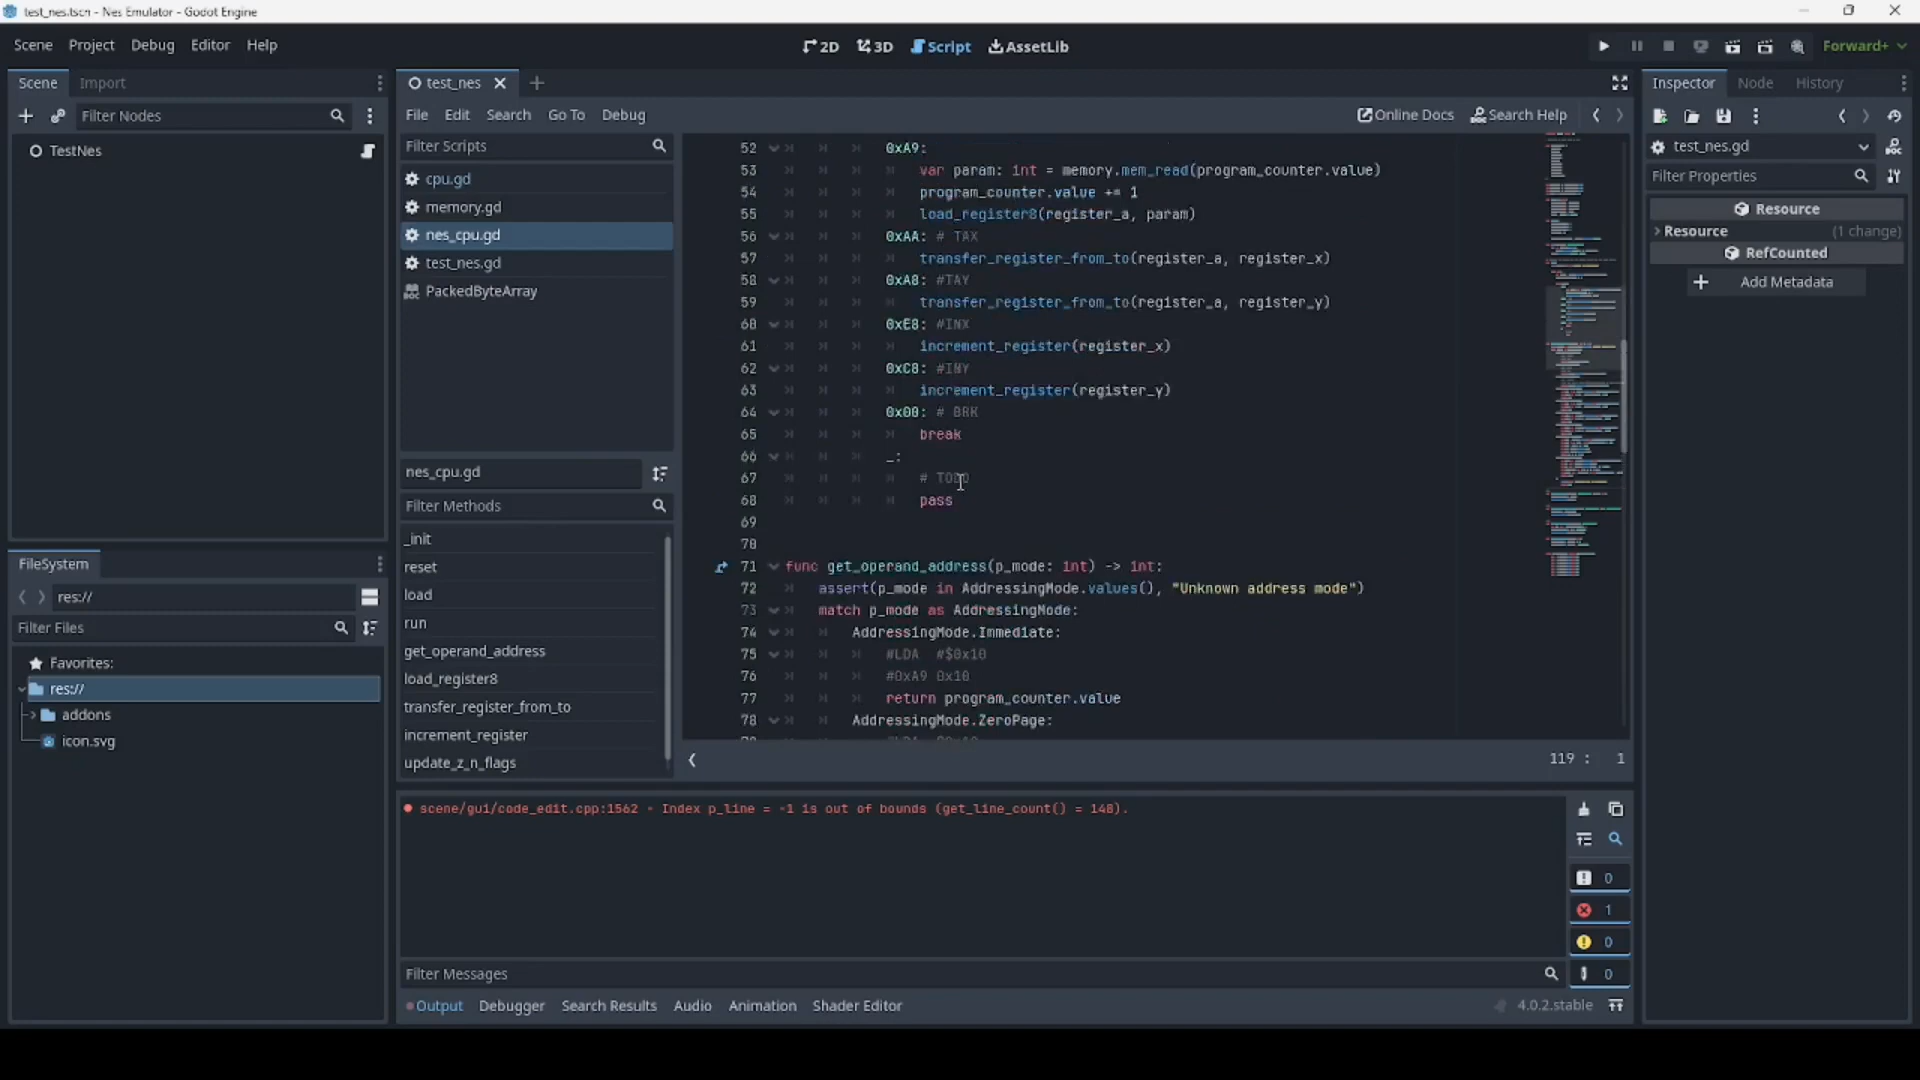 test_nes.tscn - Nes Emulator - Godot Engine
Scene Project Debug Editor Help
2D 3D Script AssetLib
Forward+
Scene Import
test_nes
Inspector Node History
Filter Nodes
File Edit Search Go To Debug
Online Docs Search Help
TestNes
Filter Scripts
cpu.gd
memory.gd
nes_cpu.gd
test_nes.gd
PackedByteArray
nes_cpu.gd
Filter Methods
_init
reset
load
run
get_operand_address
load_register8
transfer_register_from_to
increment_register
update_z_n_flags
52 0xA9:
53 var param: int = memory.mem_read(program_counter.value)
54 program_counter.value += 1
55 load_register8(register_a, param)
56 0xAA: # TAX
57 transfer_register_from_to(register_a, register_x)
58 0xA8: #TAY
59 transfer_register_from_to(register_a, register_y)
60 0xE8: #INX
61 increment_register(register_x)
62 0xC8: #INY
63 increment_register(register_y)
64 0x00: # BRK
65 break
66 _:
67 # TODO
68 pass
69
70
71 func get_operand_address(p_mode: int) -> int:
72 assert(p_mode in AddressingMode.values(), "Unknown address mode")
73 match p_mode as AddressingMode:
74 AddressingMode.Immediate:
75 #LDA #$0x10
76 #0xA9 0x10
77 return program_counter.value
78 AddressingMode.ZeroPage:
119 : 1
test_nes.gd
Filter Properties
Resource
Resource (1 change)
RefCounted
Add Metadata
FileSystem
res://
Filter Files
Favorites:
res://
addons
icon.svg
scene/gui/code_edit.cpp:1562 - Index p_line = -1 is out of bounds (get_line_count() = 148).
0
1
0
0
Filter Messages
Output Debugger Search Results Audio Animation Shader Editor
4.0.2.stable